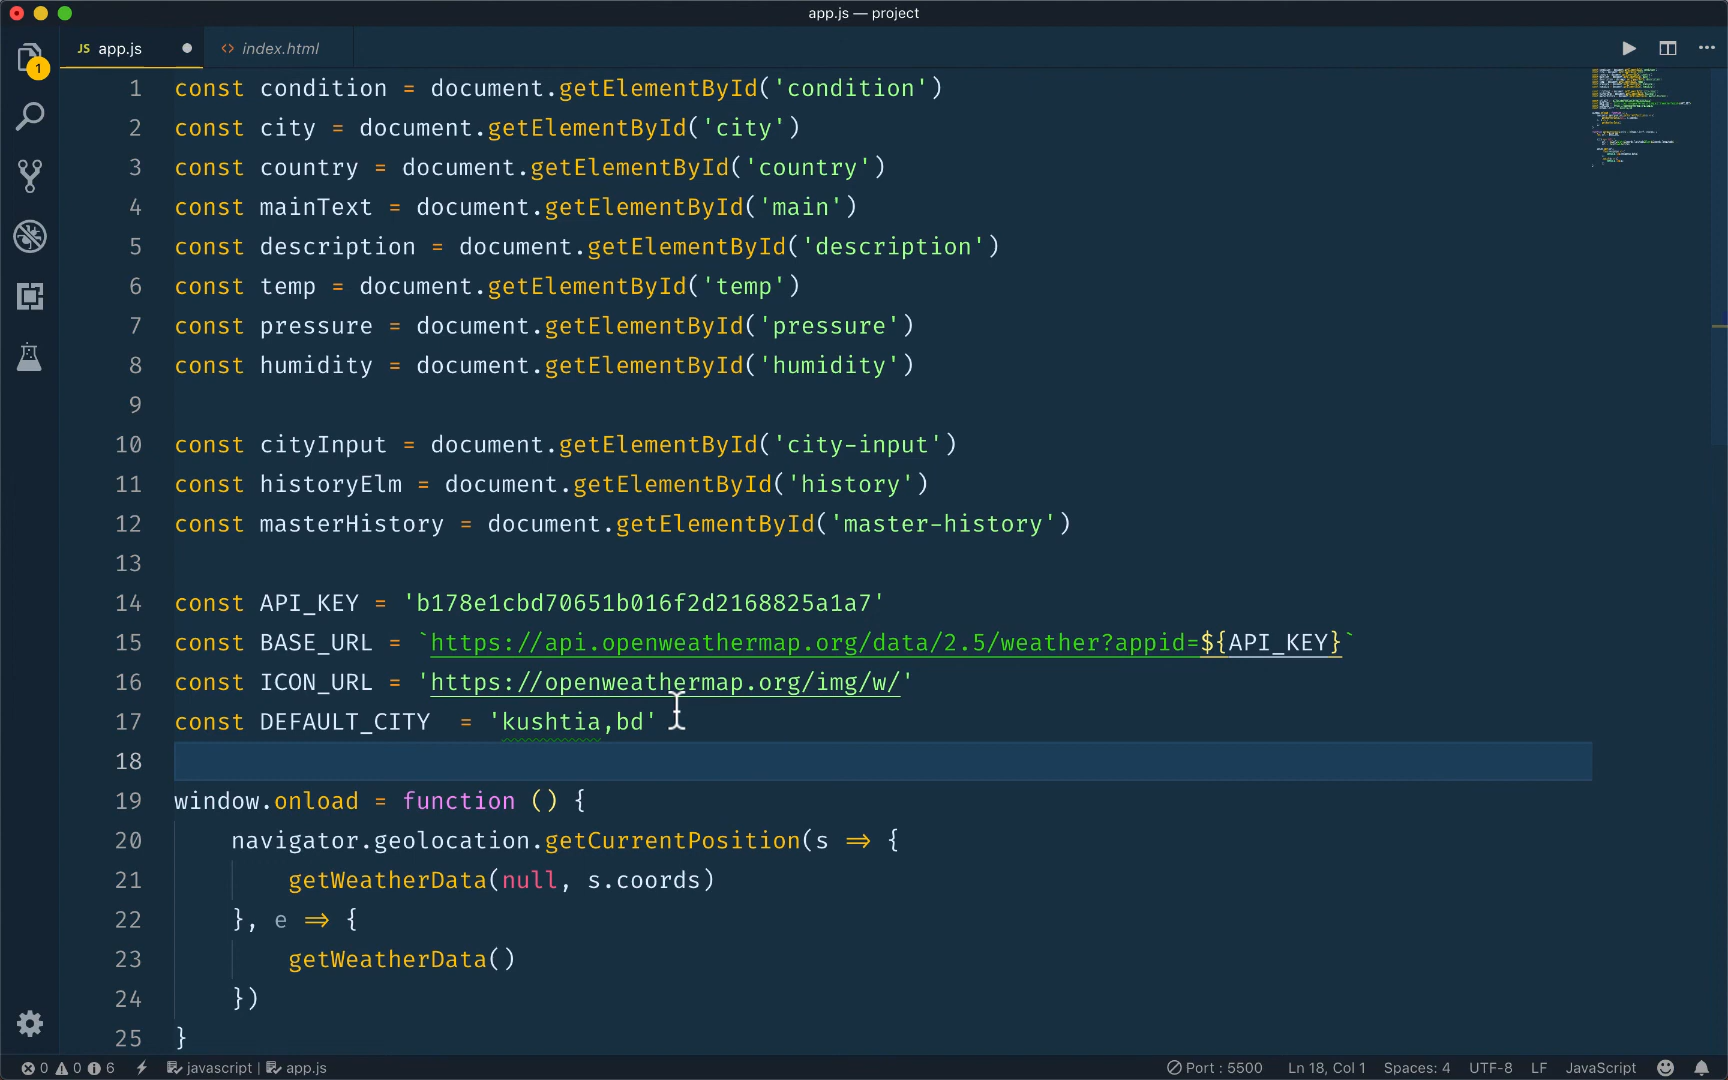 app.js — project
JS app.js
<> index.html
1
1 const condition = document.getElementById('condition')
2 const city = document.getElementById('city')
3 const country = document.getElementById('country')
4 const mainText = document.getElementById('main')
5 const description = document.getElementById('description')
6 const temp = document.getElementById('temp')
7 const pressure = document.getElementById('pressure')
8 const humidity = document.getElementById('humidity')
9
10 const cityInput = document.getElementById('city-input')
11 const historyElm = document.getElementById('history')
12 const masterHistory = document.getElementById('master-history')
13
14 const API_KEY = 'b178e1cbd70651b016f2d2168825a1a7'
15 const BASE_URL = `https://api.openweathermap.org/data/2.5/weather?appid=${API_KEY}`
16 const ICON_URL = 'https://openweathermap.org/img/w/'
17 const DEFAULT_CITY  = 'kushtia,bd'
18
19 window.onload = function () {
20     navigator.geolocation.getCurrentPosition(s => {
21         getWeatherData(null, s.coords)
22     }, e => {
23         getWeatherData()
24     })
25 }
0 0 6 javascript | app.js Port : 5500 Ln 18, Col 1 Spaces: 4 UTF-8 LF JavaScript